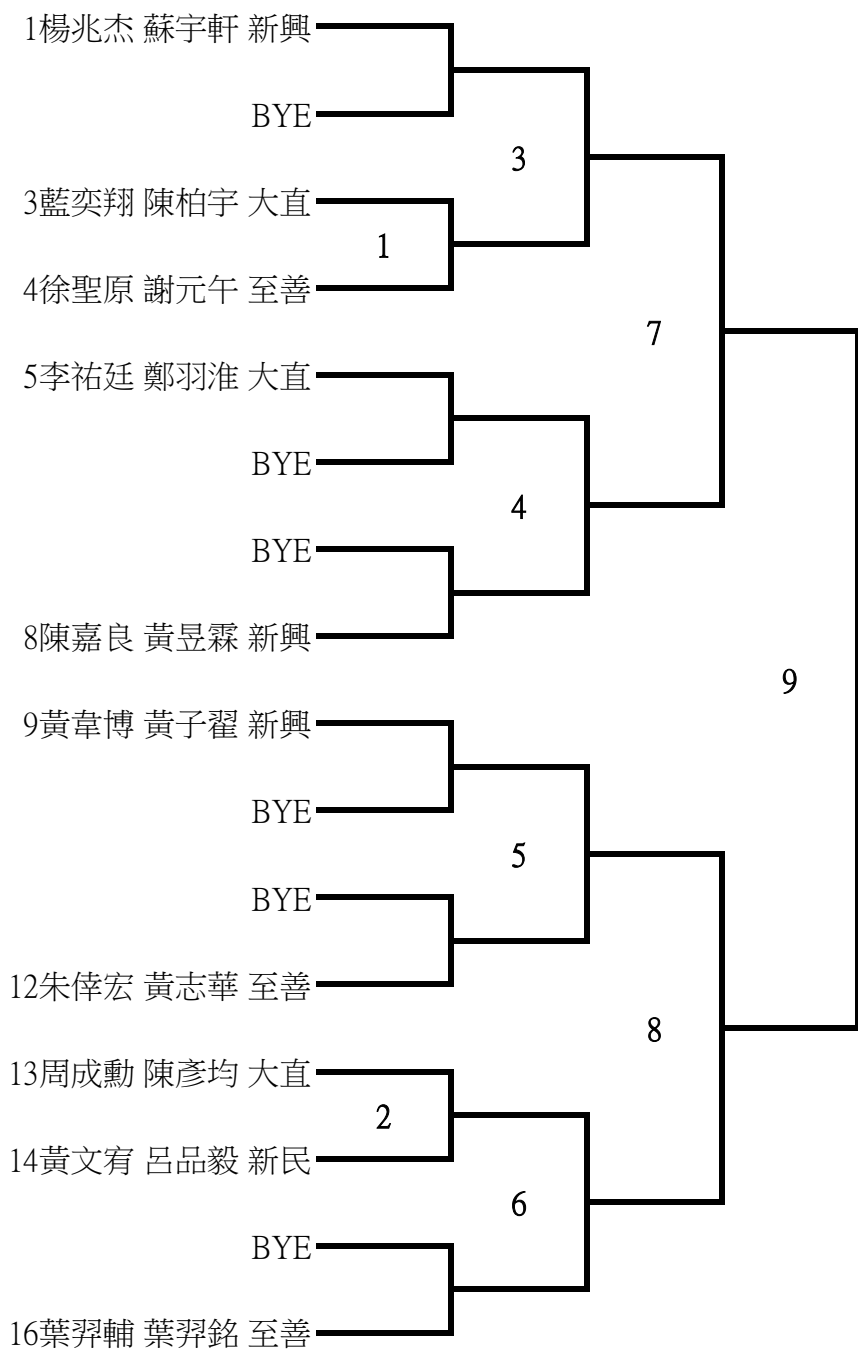 1楊兆杰 蘇宇軒 新興
BYE
3
3藍奕翔 陳柏宇 大直
1
4徐聖原 謝元午 至善
7
5李祐廷 鄭羽淮 大直
BYE
4
BYE
8陳嘉良 黃昱霖 新興
9
9黃韋博 黃子翟 新興
BYE
5
BYE
12朱倖宏 黃志華 至善
8
13周成勳 陳彥均 大直
2
14黃文宥 呂品毅 新民
6
BYE
16葉羿輔 葉羿銘 至善